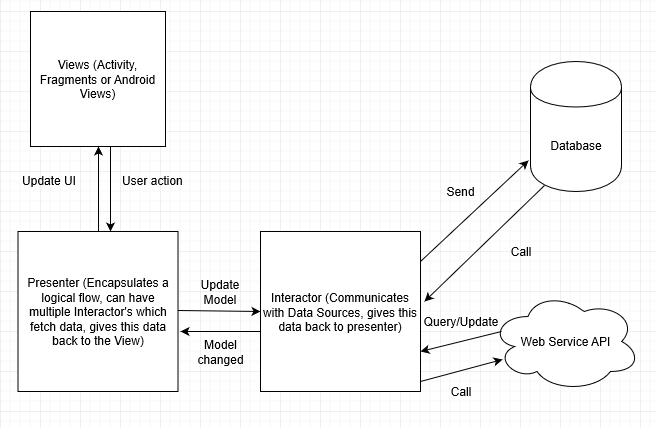 Views (Activity,
Fragments or Android
Views)
Update UI
User action
Presenter (Encapsulates a
logical flow, can have
multiple Interactor's which
fetch data, gives this data
back to the View)
Update
Model
Model
changed
Interactor (Communicates
with Data Sources, gives this
data back to presenter)
Send
Call
Database
Query/Update
Call
Web Service API